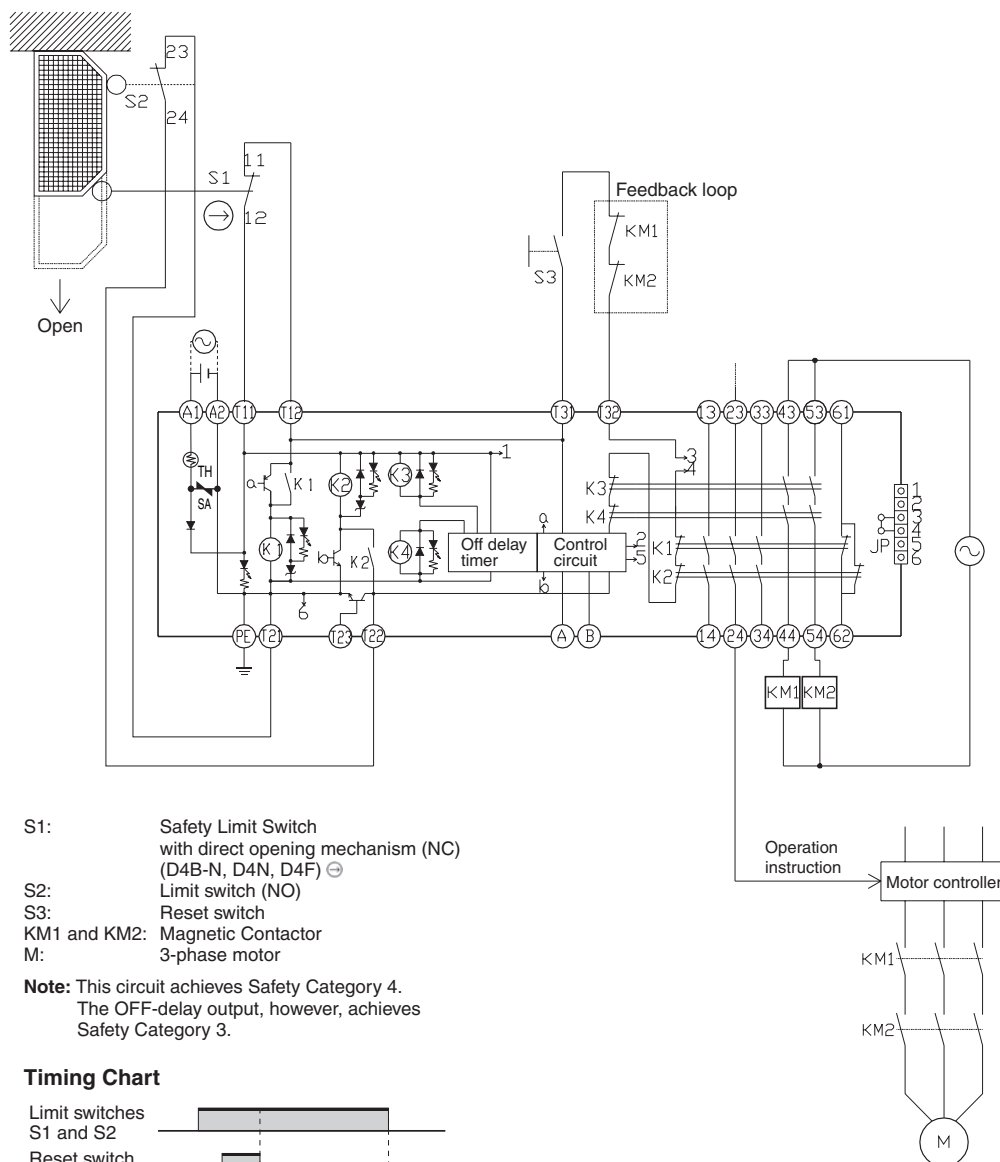 23
S2
24
11
S1
12
Open
Feedback loop
KM1
S3
KM2
A1 A2 T11 T12 T31 T32 13 23 33 43 53 61
TH
SA
a
K1
K2
K3
1
3
4
K3
K4
a
K1
b
K2
K4
Off delay
timer
Control
circuit
2
5
b
K1
K2
6
JP
1
2
3
4
5
6
PE T21 T23 T22 A B 14 24 34 44 54 62
KM1 KM2
S1: Safety Limit Switch
with direct opening mechanism (NC)
(D4B-N, D4N, D4F)
S2: Limit switch (NO)
S3: Reset switch
KM1 and KM2: Magnetic Contactor
M: 3-phase motor
Note: This circuit achieves Safety Category 4.
The OFF-delay output, however, achieves
Safety Category 3.
Operation
instruction
Motor controller
KM1
KM2
M
Timing Chart
Limit switches
S1 and S2
Reset switch